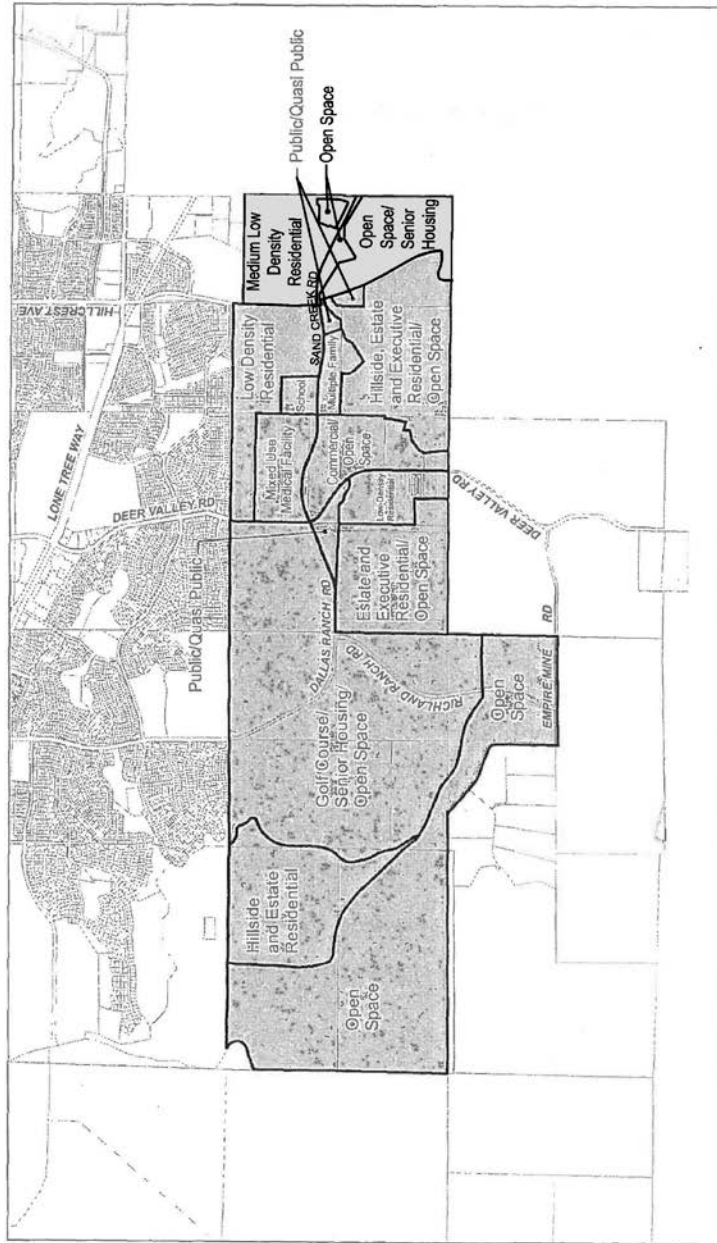 HILLCREST AVE
LONE TREE WAY
DEER VALLEY RD
Public/Quasi Public
Public/Quasi Public
Open Space
Medium Low
Density
Residential
SAND CREEK RD
Open
Space/
Senior
Housing
Low Density
Residential
School
Multiple Family
Hillside, Estate
and Executive
Residential/
Open Space
Mixed Use
Medical Facility
Commercial/
Open
Space
Low Density
Residential
Estate and
Executive
Residential/
Open Space
DEER VALLEY RD
DALLAS RANCH RD
RICHLAND RANCH RD
Golf Course/
Senior Housing
Open Space
Open
Space
EMPIRE MINE RD
Hillside
and Estate
Residential
Open
Space